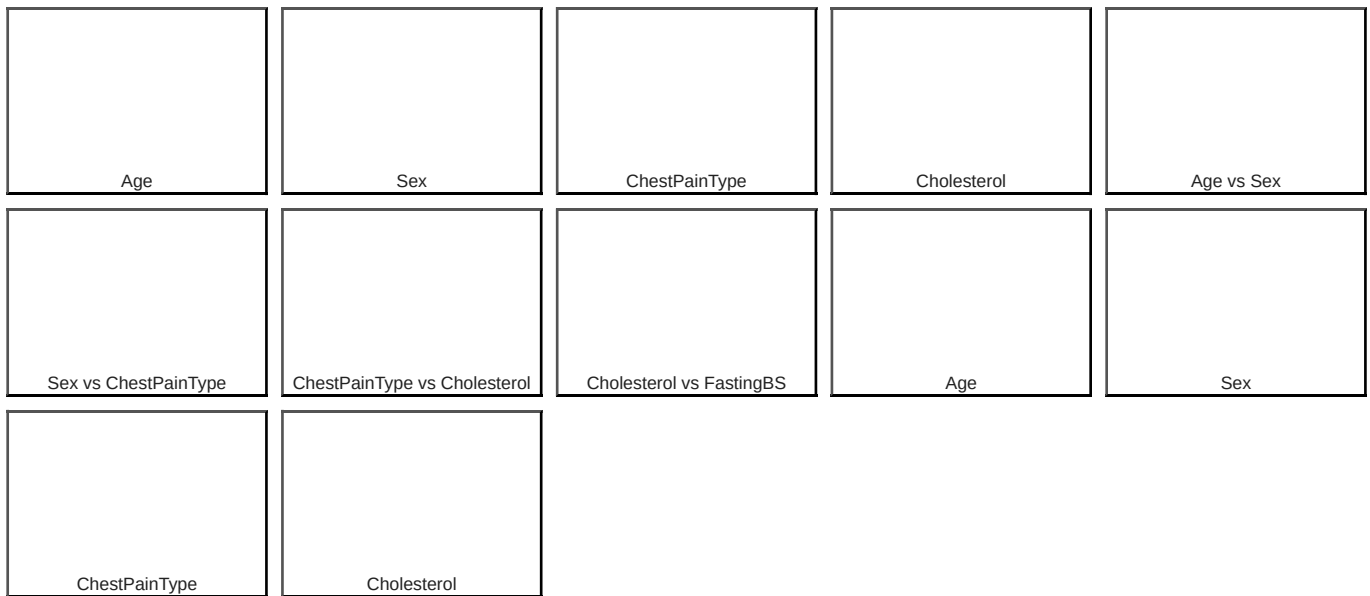 Age
Sex
ChestPainType
Cholesterol
Age vs Sex
Sex vs ChestPainType
ChestPainType vs Cholesterol
Cholesterol vs FastingBS
Age
Sex
ChestPainType
Cholesterol